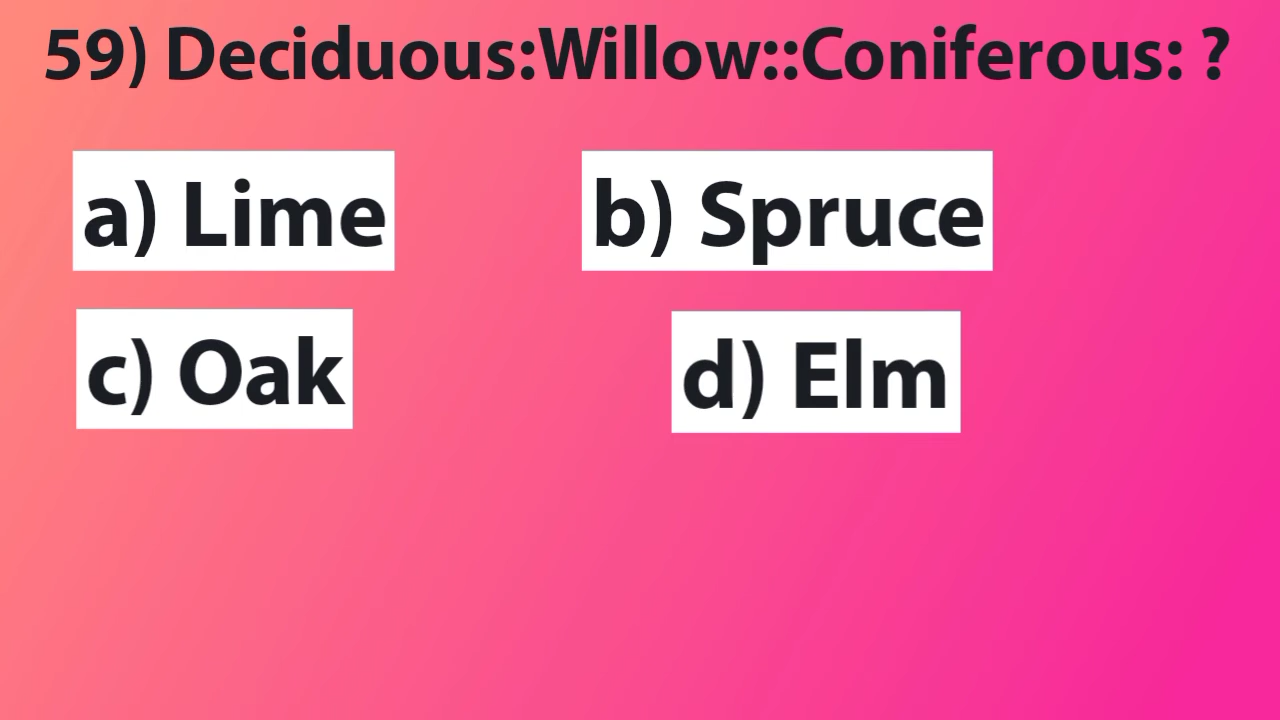 59) Deciduous:Willow::Coniferous: ?
a) Lime
b) Spruce
c) Oak
d) Elm